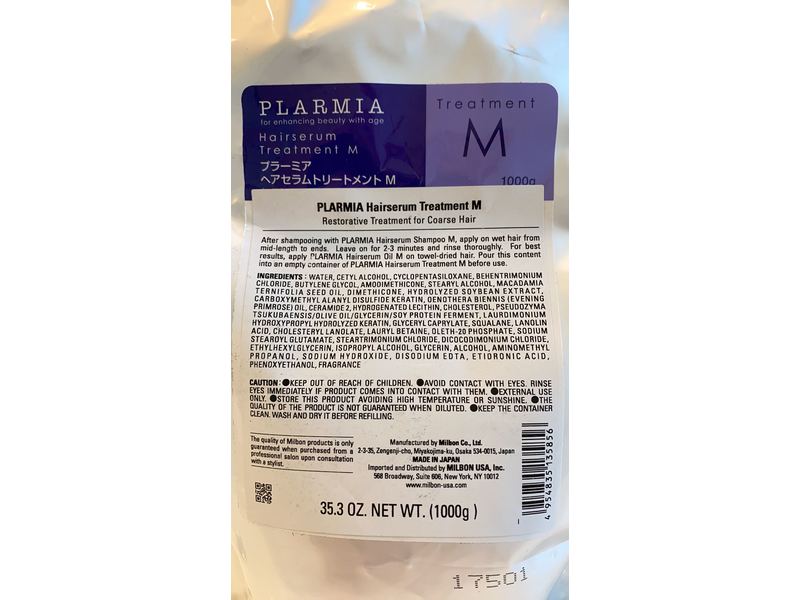 PLARMIA
for enhancing beauty with age
Hairserum
Treatment M
プラーミア
ヘアセラムトリートメント M
Treatment
M
1000g
PLARMIA Hairserum Treatment M
Restorative Treatment for Coarse Hair
After shampooing with PLARMIA Hairserum Shampoo M, apply on wet hair from
mid-length to ends. Leave on for 2-3 minutes and rinse thoroughly. For best
results, apply PLARMIA Hairserum Oil M on towel-dried hair. Pour this content
into an empty container of PLARMIA Hairserum Treatment M before use.
INGREDIENTS : WATER, CETYL ALCOHOL, CYCLOPENTASILOXANE, BEHENTRIMONIUM
CHLORIDE, BUTYLENE GLYCOL, AMODIMETHICONE, STEARYL ALCOHOL, MACADAMIA
TERNIFOLIA SEED OIL, DIMETHICONE, HYDROLYZED SOYBEAN EXTRACT,
CARBOXYMETHYL ALANYL DISULFIDE KERATIN, OENOTHERA BIENNIS (EVENING
PRIMROSE) OIL, CERAMIDE 2, HYDROGENATED LECITHIN, CHOLESTEROL, PSEUDOZYMA
TSUKUBAENSIS/OLIVE OIL/GLYCERIN/SOY PROTEIN FERMENT, LAURDIMONIUM
HYDROXYPROPYL HYDROLYZED KERATIN, GLYCERYL CAPRYLATE, SQUALANE, LANOLIN
ACID, CHOLESTERYL LANOLATE, LAURYL BETAINE, OLETH-20 PHOSPHATE, SODIUM
STEAROYL GLUTAMATE, STEARTRIMONIUM CHLORIDE, DICOCODIMONIUM CHLORIDE,
ETHYLHEXYLGLYCERIN, ISOPROPYL ALCOHOL, GLYCERIN, ALCOHOL, AMINOMETHYL
PROPANOL, SODIUM HYDROXIDE, DISODIUM EDTA, ETIDRONIC ACID,
PHENOXYETHANOL, FRAGRANCE
CAUTION : ●KEEP OUT OF REACH OF CHILDREN. ●AVOID CONTACT WITH EYES. RINSE
EYES IMMEDIATELY IF PRODUCT COMES INTO CONTACT WITH THEM. ●EXTERNAL USE
ONLY. ●STORE THIS PRODUCT AVOIDING HIGH TEMPERATURE OR SUNSHINE. ●THE
QUALITY OF THE PRODUCT IS NOT GUARANTEED WHEN DILUTED. ●KEEP THE CONTAINER
CLEAN. WASH AND DRY IT BEFORE REFILLING.
The quality of Milbon products is only
guaranteed when purchased from a
professional salon upon consultation
with a stylist.
Manufactured by Milbon Co., Ltd.
2-3-35, Zengenji-cho, Miyakojima-ku, Osaka 534-0015, Japan
MADE IN JAPAN
Imported and Distributed by MILBON USA, Inc.
568 Broadway, Suite 606, New York, NY 10012
www.milbon-usa.com
4 954835 135856
35.3 OZ. NET WT. (1000g )
17501